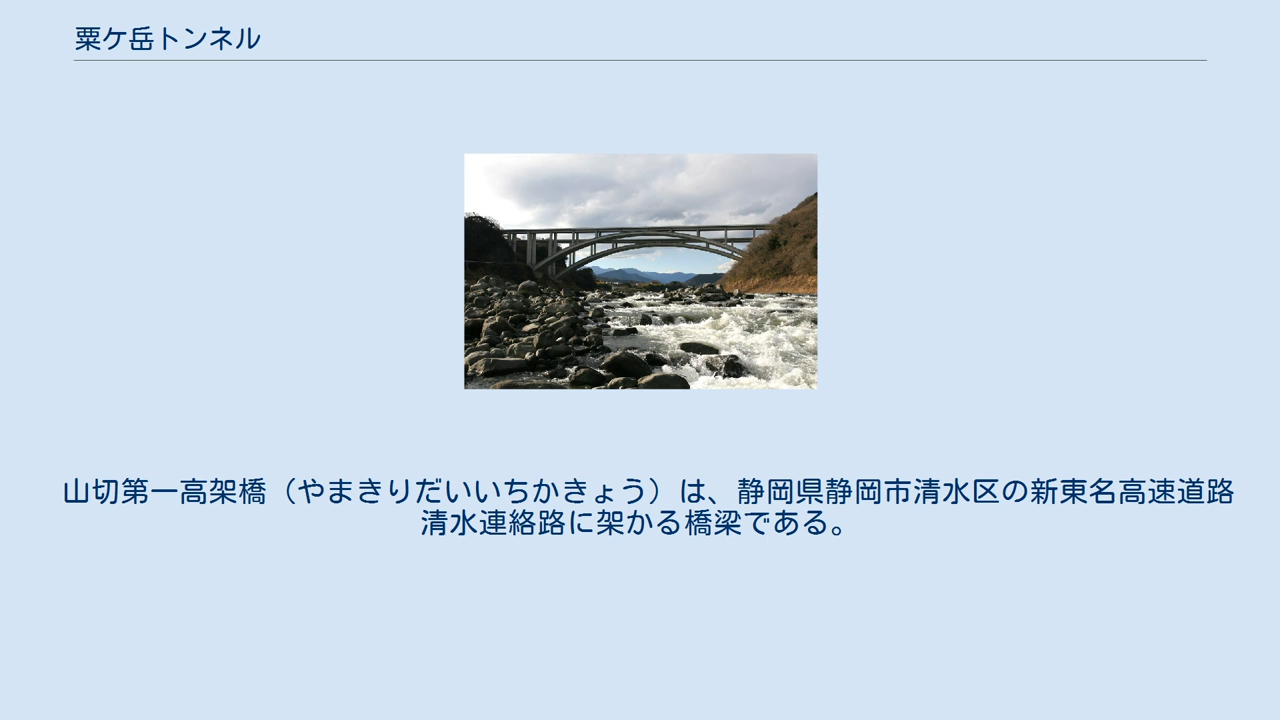 粟ケ岳トンネル
山切第一高架橋（やまきりだいいちかきょう）は、静岡県静岡市清水区の新東名高速道路
清水連絡路に架かる橋梁である。